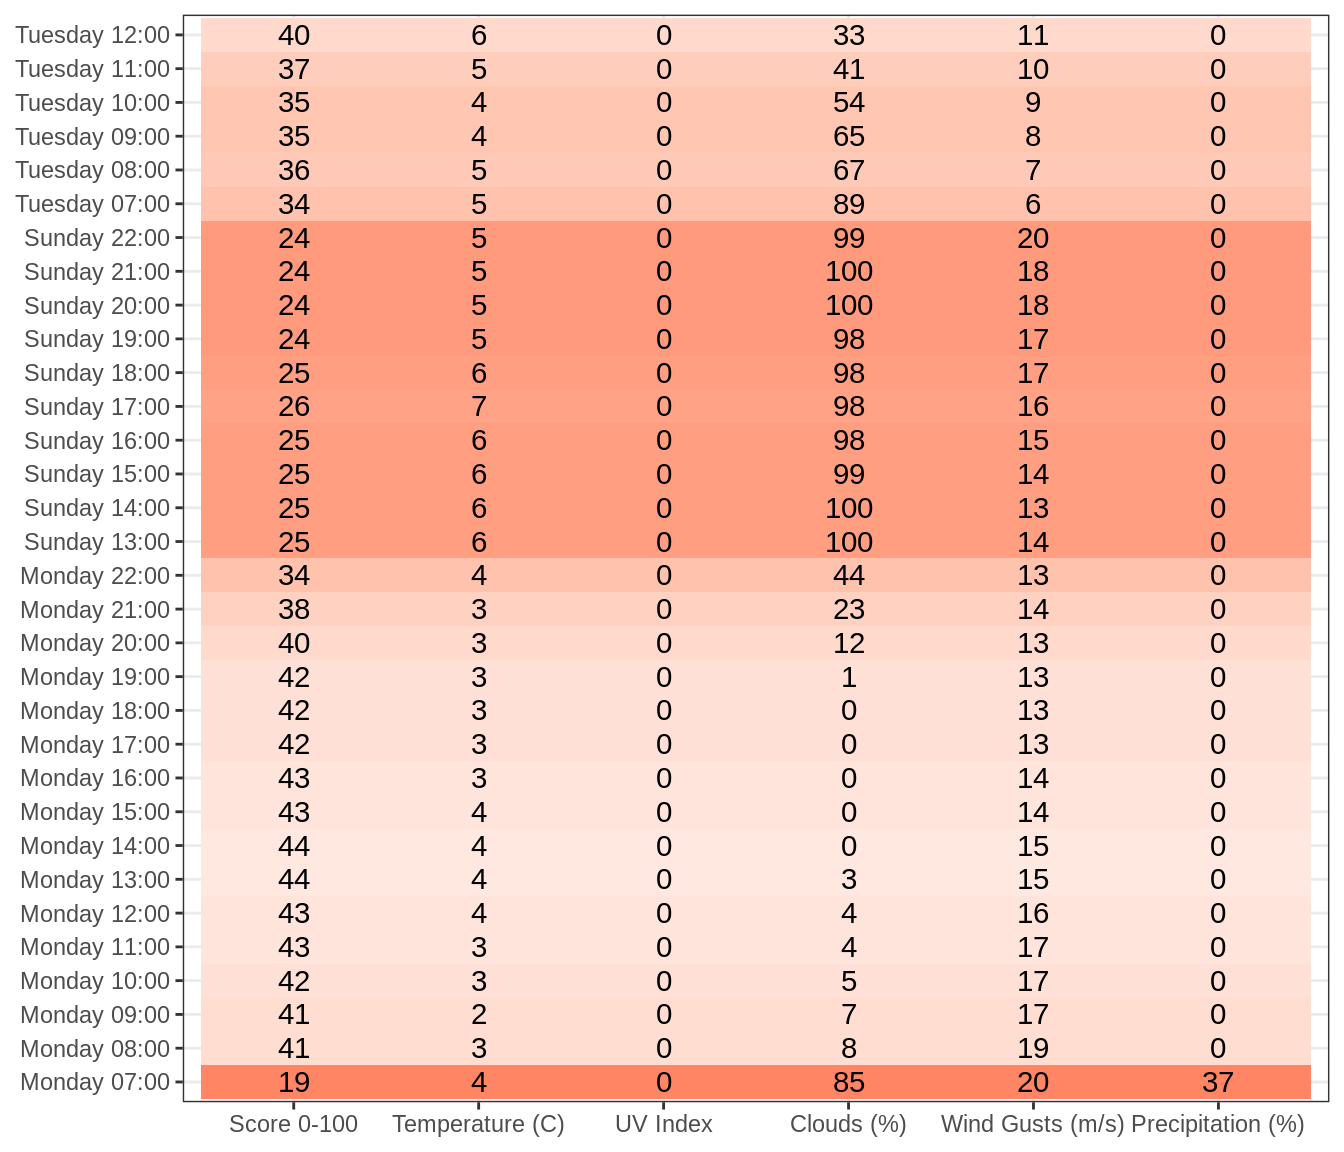 Tuesday 12:00 40 6 0 33 11 0
Tuesday 11:00 37 5 0 41 10 0
Tuesday 10:00 35 4 0 54 9 0
Tuesday 09:00 35 4 0 65 8 0
Tuesday 08:00 36 5 0 67 7 0
Tuesday 07:00 34 5 0 89 6 0
Sunday 22:00 24 5 0 99 20 0
Sunday 21:00 24 5 0 100 18 0
Sunday 20:00 24 5 0 100 18 0
Sunday 19:00 24 5 0 98 17 0
Sunday 18:00 25 6 0 98 17 0
Sunday 17:00 26 7 0 98 16 0
Sunday 16:00 25 6 0 98 15 0
Sunday 15:00 25 6 0 99 14 0
Sunday 14:00 25 6 0 100 13 0
Sunday 13:00 25 6 0 100 14 0
Monday 22:00 34 4 0 44 13 0
Monday 21:00 38 3 0 23 14 0
Monday 20:00 40 3 0 12 13 0
Monday 19:00 42 3 0 1 13 0
Monday 18:00 42 3 0 0 13 0
Monday 17:00 42 3 0 0 13 0
Monday 16:00 43 3 0 0 14 0
Monday 15:00 43 4 0 0 14 0
Monday 14:00 44 4 0 0 15 0
Monday 13:00 44 4 0 3 15 0
Monday 12:00 43 4 0 4 16 0
Monday 11:00 43 3 0 4 17 0
Monday 10:00 42 3 0 5 17 0
Monday 09:00 41 2 0 7 17 0
Monday 08:00 41 3 0 8 19 0
Monday 07:00 19 4 0 85 20 37
Score 0-100 Temperature (C) UV Index Clouds (%) Wind Gusts (m/s) Precipitation (%)